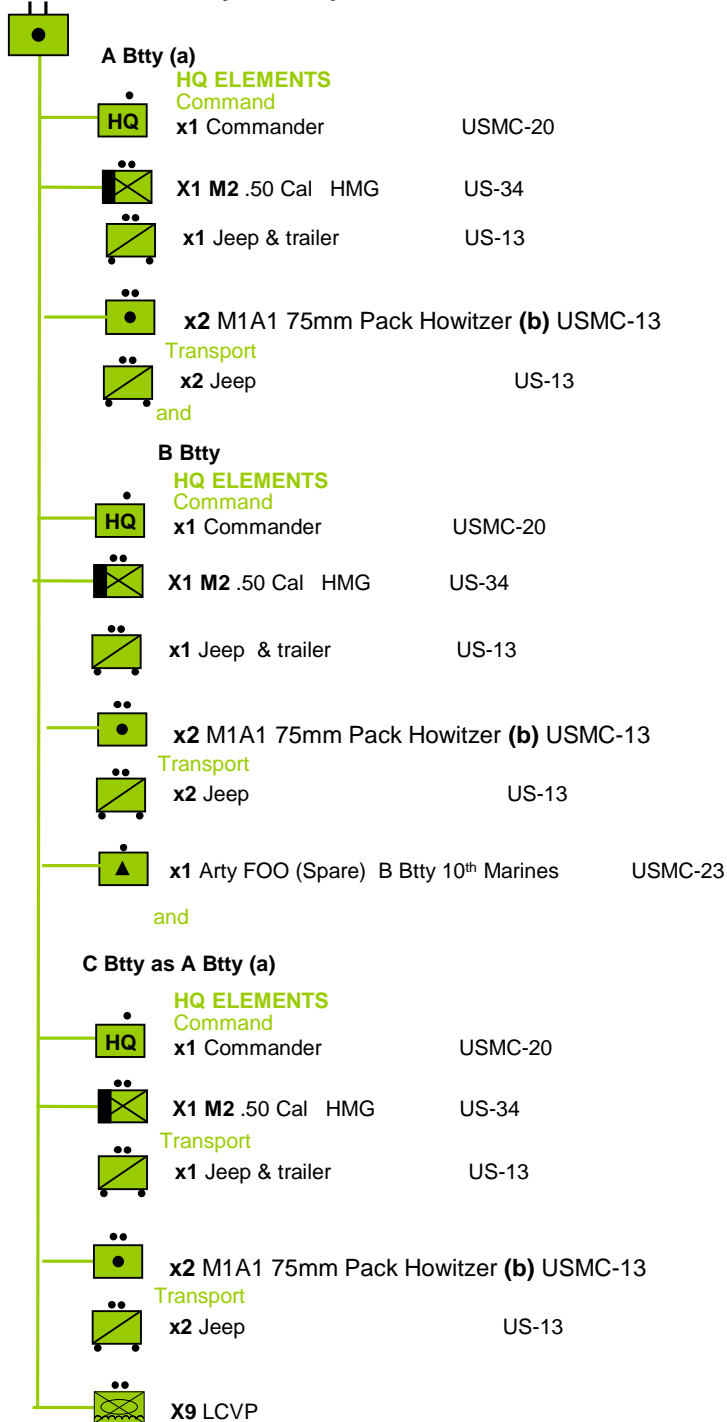 A Btty (a)
HQ ELEMENTS
Command
HQ x1 Commander USMC-20
X1 M2 .50 Cal HMG US-34
x1 Jeep & trailer US-13
x2 M1A1 75mm Pack Howitzer (b) USMC-13
Transport
x2 Jeep US-13
and
B Btty
HQ ELEMENTS
Command
HQ x1 Commander USMC-20
X1 M2 .50 Cal HMG US-34
x1 Jeep & trailer US-13
x2 M1A1 75mm Pack Howitzer (b) USMC-13
Transport
x2 Jeep US-13
x1 Arty FOO (Spare) B Btty 10th Marines USMC-23
and
C Btty as A Btty (a)
HQ ELEMENTS
Command
HQ x1 Commander USMC-20
X1 M2 .50 Cal HMG US-34
Transport
x1 Jeep & trailer US-13
x2 M1A1 75mm Pack Howitzer (b) USMC-13
Transport
x2 Jeep US-13
X9 LCVP